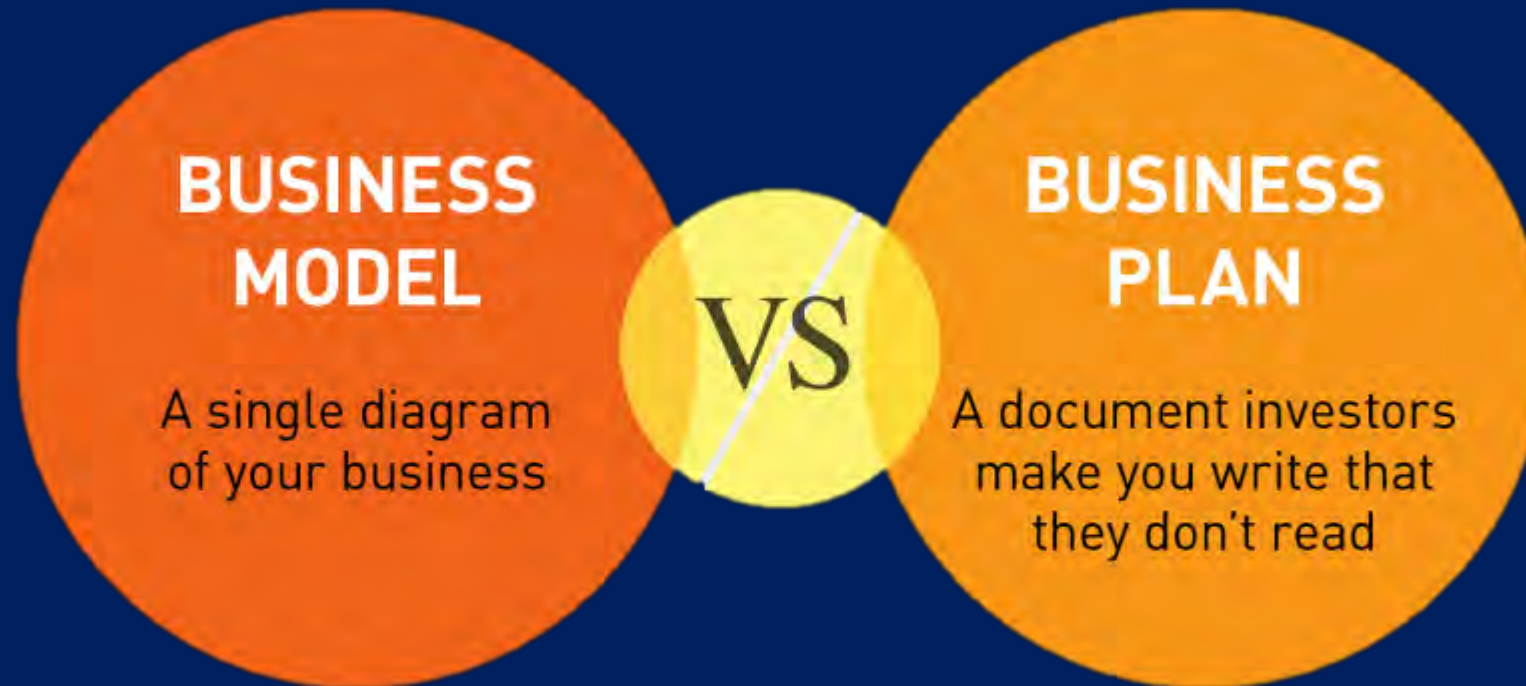 BUSINESS
MODEL
A single diagram
of your business
VS
BUSINESS
PLAN
A document investors
make you write that
they don't read